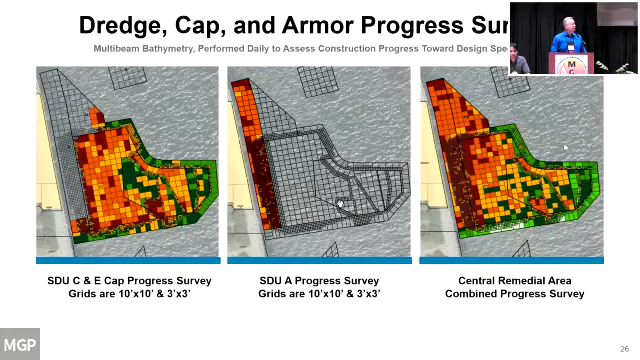 Dredge, Cap, and Armor Progress Sur
Multibeam Bathymetry, Performed Daily to Assess Construction Progress Toward Design Spe
M
G
SDU C & E Cap Progress Survey
Grids are 10'x10' & 3'x3'
SDU A Progress Survey
Grids are 10'x10' & 3'x3'
Central Remedial Area
Combined Progress Survey
MGP
26